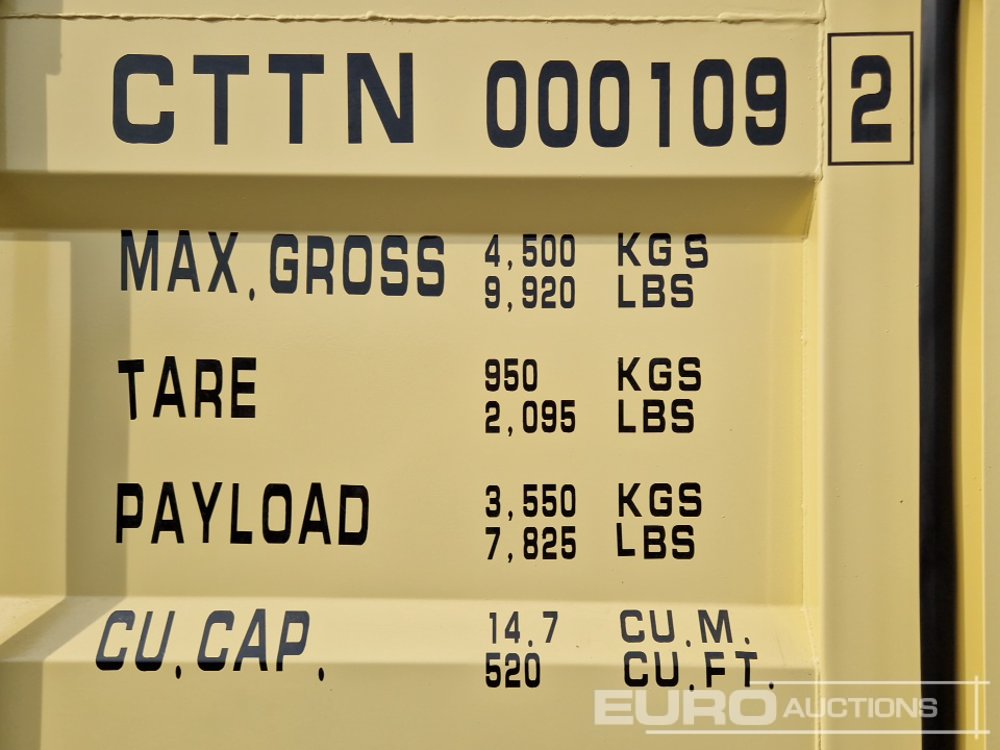 CTTN 000109 2
MAX.GROSS 4,500 KGS
9,920 LBS
TARE 950 KGS
2,095 LBS
PAYLOAD 3,550 KGS
7,825 LBS
CU.CAP. 14.7 CU.M.
520 CU.FT.
EURO AUCTIONS